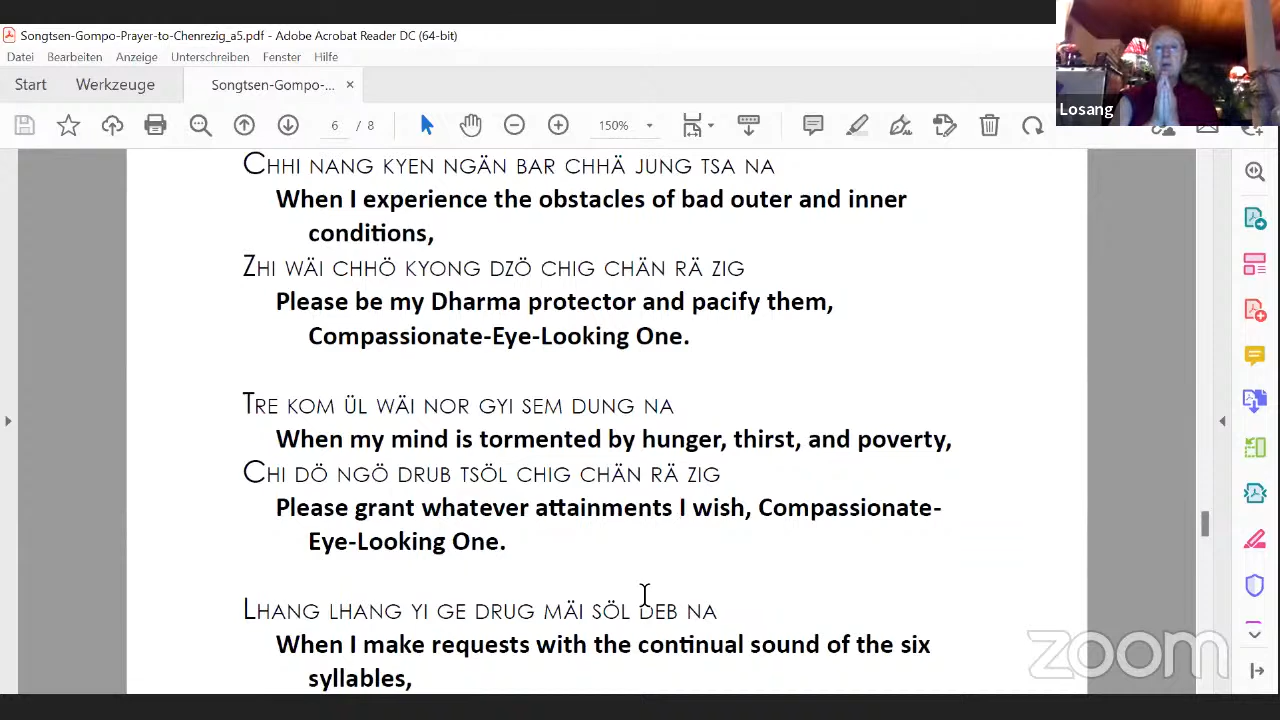 Songtsen-Gompo-Prayer-to-Chenrezig_a5.pdf - Adobe Acrobat Reader DC (64-bit)
Datei Bearbeiten Anzeige Unterschreiben Fenster Hilfe
Start Werkzeuge Songtsen-Gompo-... ×
6 / 8 150%
Losang
CHHI NANG KYEN NGÄN BAR CHHÄ JUNG TSA NA
When I experience the obstacles of bad outer and inner
conditions,
ZHI WÄI CHHÖ KYONG DZÖ CHIG CHÄN RÄ ZIG
Please be my Dharma protector and pacify them,
Compassionate-Eye-Looking One.
TRE KOM ÜL WÄI NOR GYI SEM DUNG NA
When my mind is tormented by hunger, thirst, and poverty,
CHI DÖ NGÖ DRUB TSÖL CHIG CHÄN RÄ ZIG
Please grant whatever attainments I wish, Compassionate-
Eye-Looking One.
LHANG LHANG YI GE DRUG MÄI SÖL DEB NA
When I make requests with the continual sound of the six
syllables,
zoom